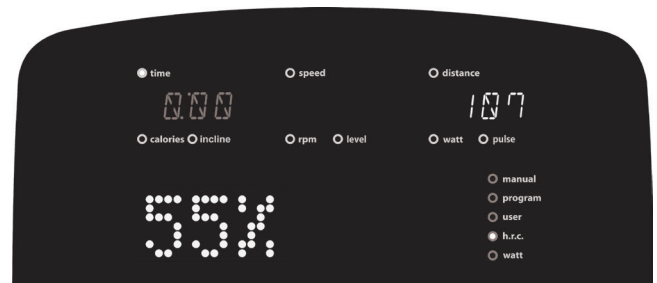 time speed distance
0:00 107
calories incline rpm level watt pulse
manual
program
user
h.r.c.
watt
55%